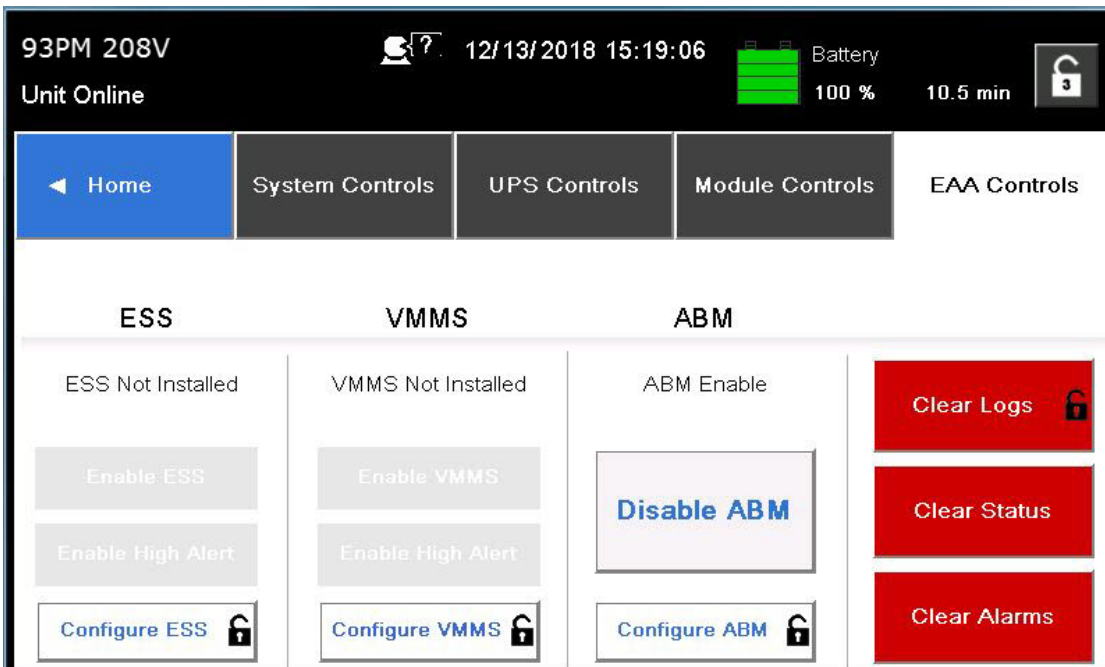 93PM 208V
? 12/13/2018 15:19:06
Battery
Unit Online
100 % 10.5 min
3
Home
System Controls
UPS Controls
Module Controls
EAA Controls
ESS
VMMS
ABM
ESS Not Installed
VMMS Not Installed
ABM Enable
Enable ESS
Enable VMMS
Disable ABM
Enable High Alert
Enable High Alert
Configure ESS
Configure VMMS
Configure ABM
Clear Logs
Clear Status
Clear Alarms